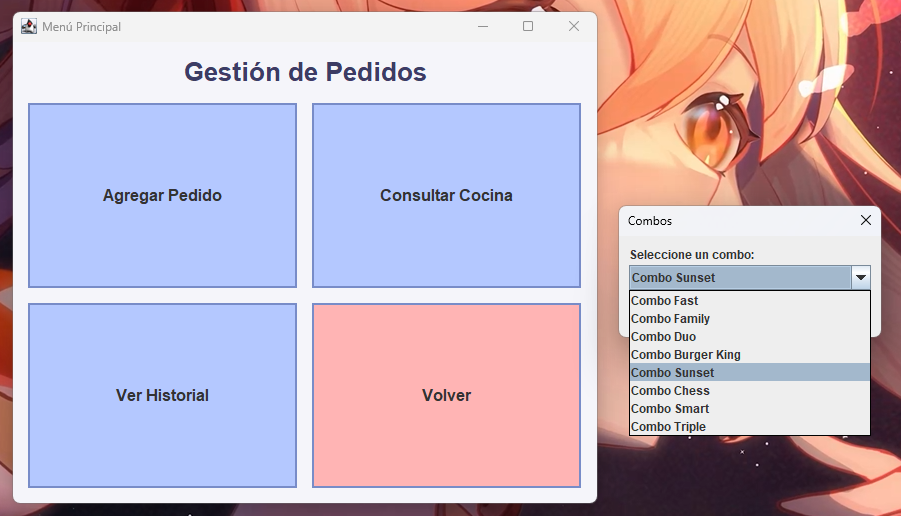 Menú Principal
Gestión de Pedidos
Agregar Pedido
Consultar Cocina
Ver Historial
Volver
Combos
Seleccione un combo:
Combo Sunset
Combo Fast
Combo Family
Combo Duo
Combo Burger King
Combo Sunset
Combo Chess
Combo Smart
Combo Triple